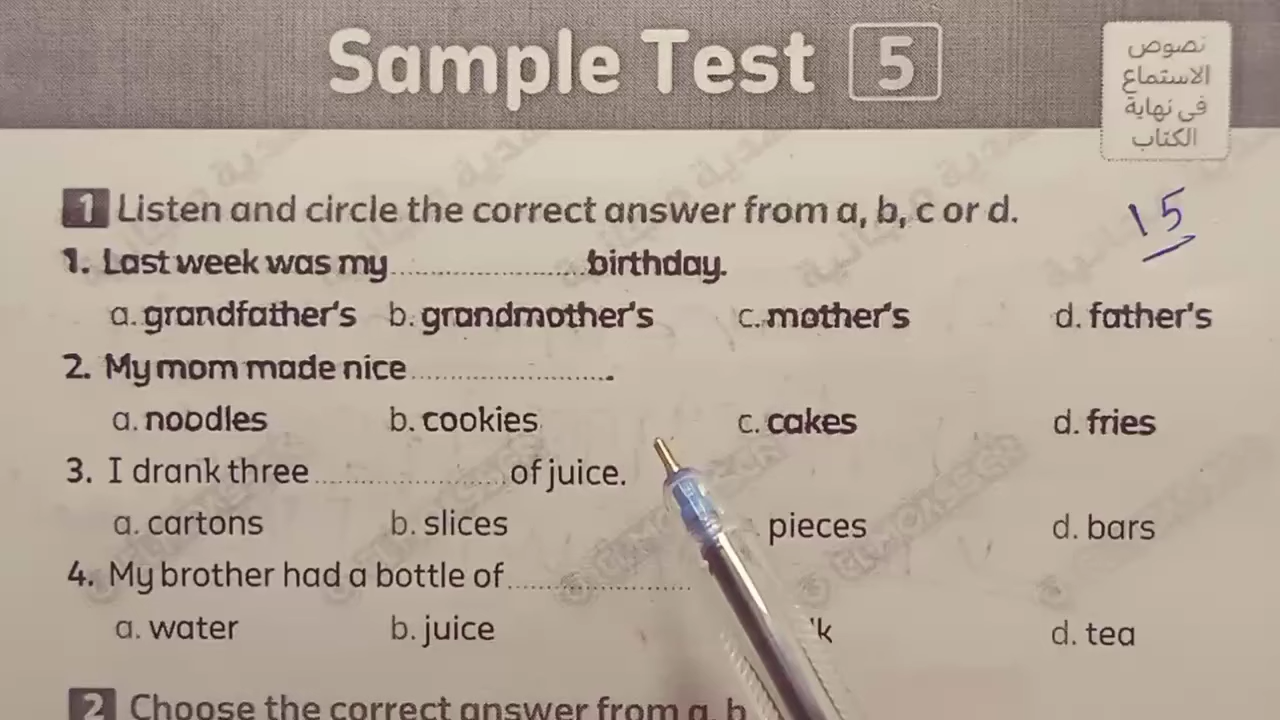 Sample Test 5
نصوص
الاستماع
فى نهاية
الكتاب
1 Listen and circle the correct answer from a, b, c or d.
15
1. Last week was my......................birthday.
a. grandfather's b. grandmother's c. mother's d. father's
2. My mom made nice.......................
a. noodles b. cookies c. cakes d. fries
3. I drank three......................of juice.
a. cartons b. slices pieces d. bars
4. My brother had a bottle of......................
a. water b. juice d. tea
2 Choose the correct answer from a, b
ELMOASSER